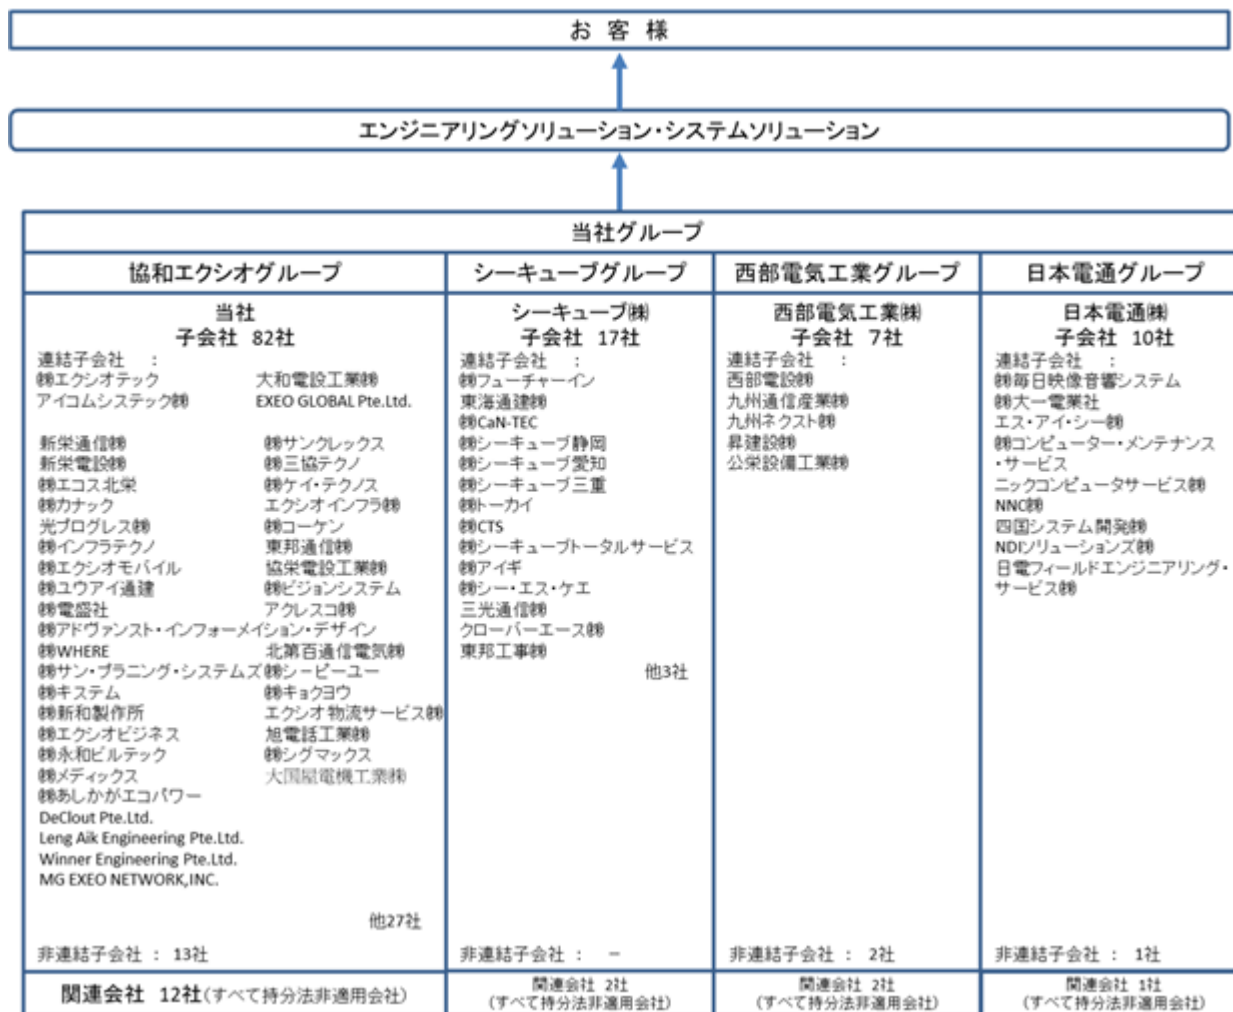 お 客 様
エンジニアリングソリューション・システムソリューション
当社グループ
協和エクシオグループ
当社
子会社 82社
連結子会社 :
㈱エクシオテック 大和電設工業㈱
アイコムシステック㈱ EXEO GLOBAL Pte.Ltd.
新栄通信㈱ ㈱サンクレックス
新栄電設㈱ ㈱三協テクノ
㈱エコス北栄 ㈱ケイ・テクノス
㈱カナック エクシオインフラ㈱
光プログレス㈱ ㈱コーケン
㈱インフラテクノ 東邦通信㈱
㈱エクシオモバイル 協栄電設工業㈱
㈱ユウアイ通建 ㈱ビジョンシステム
㈱電盛社 アクレスコ㈱
㈱アドヴァンスト・インフォーメイション・デザイン
㈱WHERE 北第百通信電気㈱
㈱サン・プラニング・システムズ ㈱シーピーユー
㈱キステム ㈱キョクヨウ
㈱新和製作所 エクシオ物流サービス㈱
㈱エクシオビジネス 旭電話工業㈱
㈱永和ビルテック ㈱シグマックス
㈱メディックス 大国屋電機工業㈱
㈱あしかがエコパワー
DeClout Pte.Ltd.
Leng Aik Engineering Pte.Ltd.
Winner Engineering Pte.Ltd.
MG EXEO NETWORK,INC.
他27社
非連結子会社 : 13社
関連会社 12社(すべて持分法非適用会社)
シーキューブグループ
シーキューブ㈱
子会社 17社
連結子会社 :
㈱フューチャーイン
東海通建㈱
㈱CaN-TEC
㈱シーキューブ静岡
㈱シーキューブ愛知
㈱シーキューブ三重
㈱トーカイ
㈱CTS
㈱シーキューブトータルサービス
㈱アイギ
㈱シー・エス・ケエ
三光通信㈱
クローバーエース㈱
東邦工事㈱
他3社
非連結子会社 : －
関連会社 2社
(すべて持分法非適用会社)
西部電気工業グループ
西部電気工業㈱
子会社 7社
連結子会社 :
西部電設㈱
九州通信産業㈱
九州ネクスト㈱
昇建設㈱
公栄設備工業㈱
非連結子会社 : 2社
関連会社 2社
(すべて持分法非適用会社)
日本電通グループ
日本電通㈱
子会社 10社
連結子会社 :
㈱毎日映像音響システム
㈱大一電業社
エス・アイ・シー㈱
㈱コンピューター・メンテナンス
・サービス
ニックコンピュータサービス㈱
NNC㈱
四国システム開発㈱
NDIソリューションズ㈱
日電フィールドエンジニアリング・
サービス㈱
非連結子会社 : 1社
関連会社 1社
(すべて持分法非適用会社)